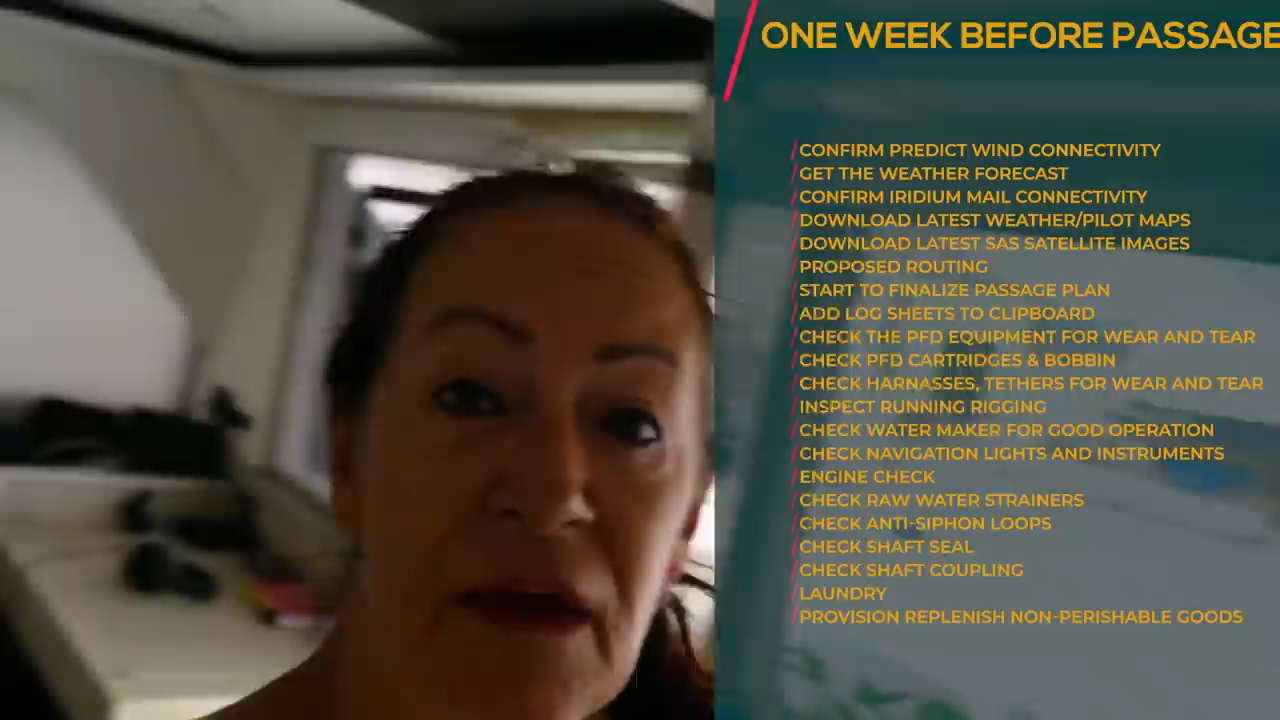 ONE WEEK BEFORE PASSAGE
CONFIRM PREDICT WIND CONNECTIVITY
GET THE WEATHER FORECAST
CONFIRM IRIDIUM MAIL CONNECTIVITY
DOWNLOAD LATEST WEATHER/PILOT MAPS
DOWNLOAD LATEST SAS SATELLITE IMAGES
PROPOSED ROUTING
START TO FINALIZE PASSAGE PLAN
ADD LOG SHEETS TO CLIPBOARD
CHECK THE PFD EQUIPMENT FOR WEAR AND TEAR
CHECK PFD CARTRIDGES & BOBBIN
CHECK HARNASSES, TETHERS FOR WEAR AND TEAR
INSPECT RUNNING RIGGING
CHECK WATER MAKER FOR GOOD OPERATION
CHECK NAVIGATION LIGHTS AND INSTRUMENTS
ENGINE CHECK
CHECK RAW WATER STRAINERS
CHECK ANTI-SIPHON LOOPS
CHECK SHAFT SEAL
CHECK SHAFT COUPLING
LAUNDRY
PROVISION REPLENISH NON-PERISHABLE GOODS